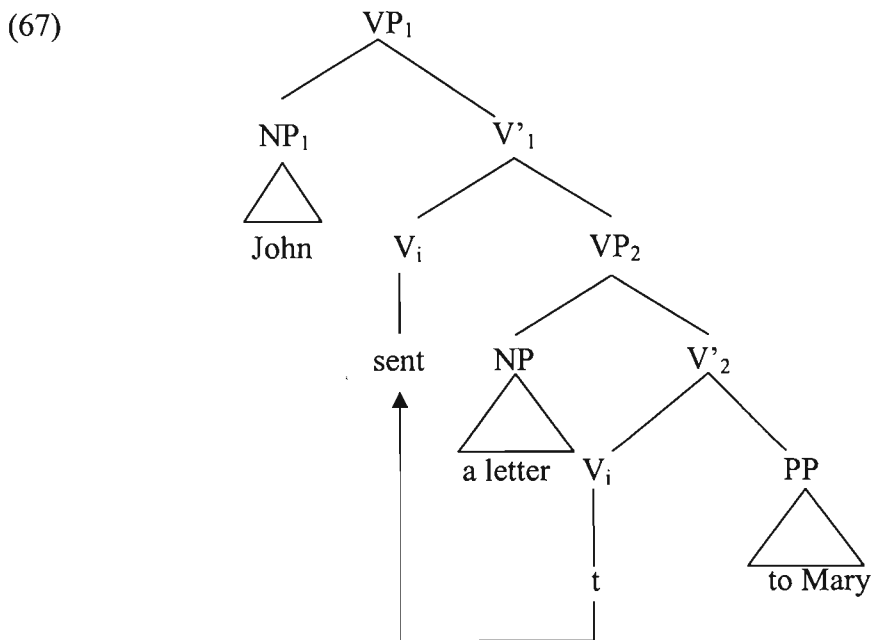 (67)
VP₁
NP₁ V'₁
John Vᵢ VP₂
sent NP V'₂
a letter Vᵢ PP
t to Mary